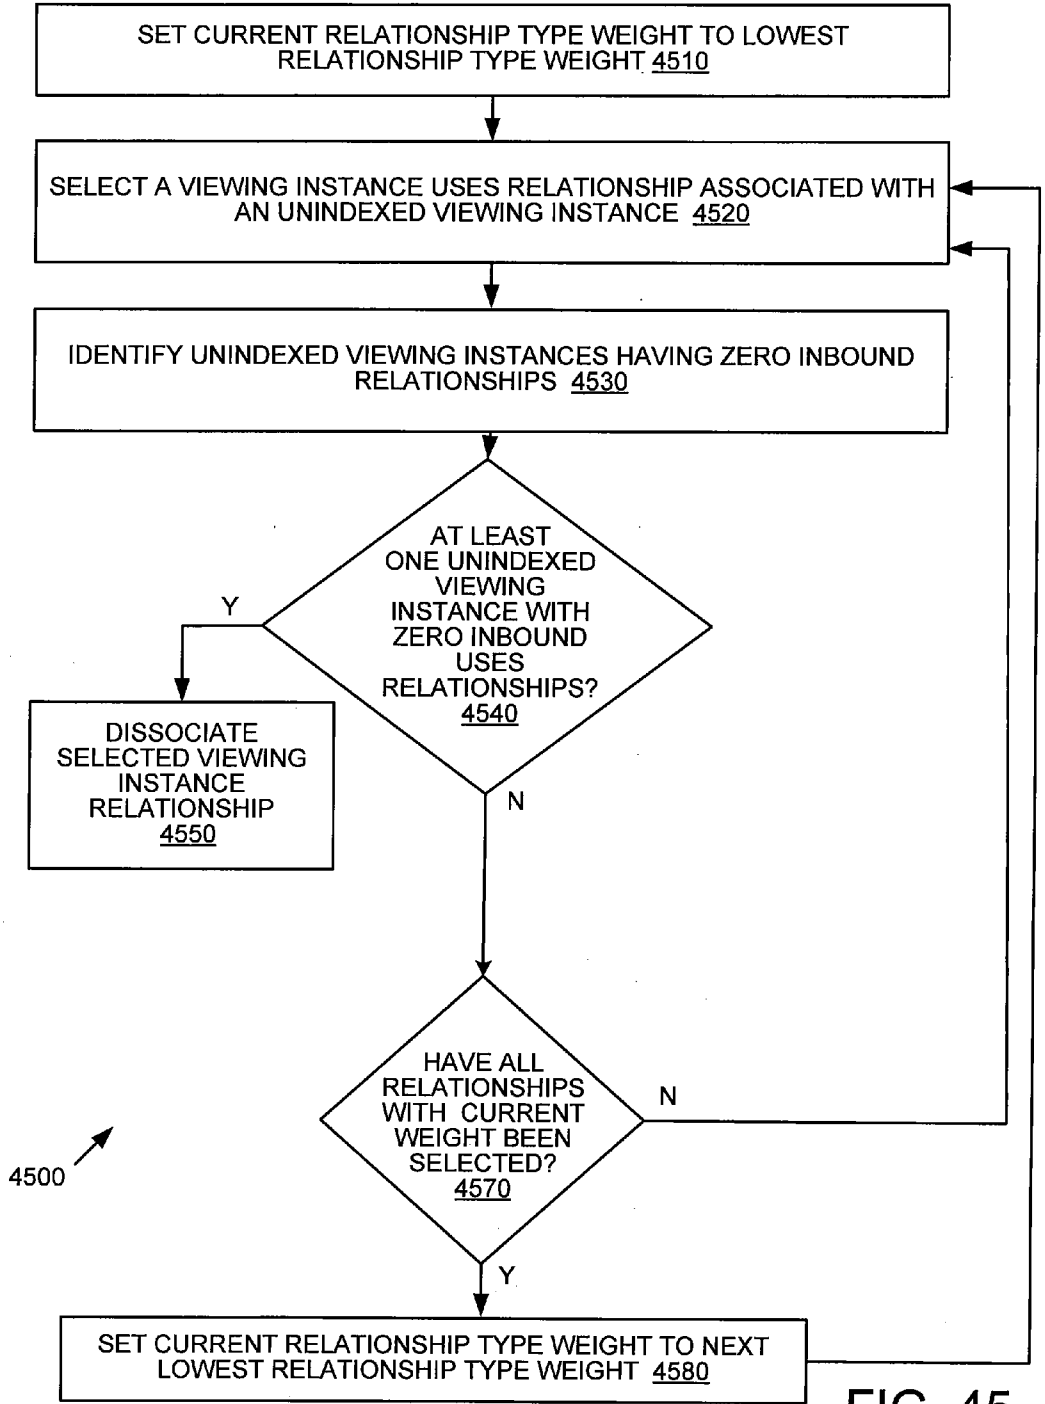 SET CURRENT RELATIONSHIP TYPE WEIGHT TO LOWEST
RELATIONSHIP TYPE WEIGHT 4510
SELECT A VIEWING INSTANCE USES RELATIONSHIP ASSOCIATED WITH
AN UNINDEXED VIEWING INSTANCE 4520
IDENTIFY UNINDEXED VIEWING INSTANCES HAVING ZERO INBOUND
RELATIONSHIPS 4530
AT LEAST
ONE UNINDEXED
VIEWING
INSTANCE WITH
ZERO INBOUND
USES
RELATIONSHIPS?
4540
Y
DISSOCIATE
SELECTED VIEWING
INSTANCE
RELATIONSHIP
4550
N
HAVE ALL
RELATIONSHIPS
WITH CURRENT
WEIGHT BEEN
SELECTED?
4570
N
4500
Y
SET CURRENT RELATIONSHIP TYPE WEIGHT TO NEXT
LOWEST RELATIONSHIP TYPE WEIGHT 4580
FIG. 45